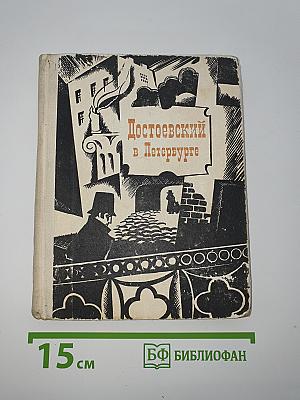 Достоевский
в Петербурге
15 см
БФ БИБЛИОФАН